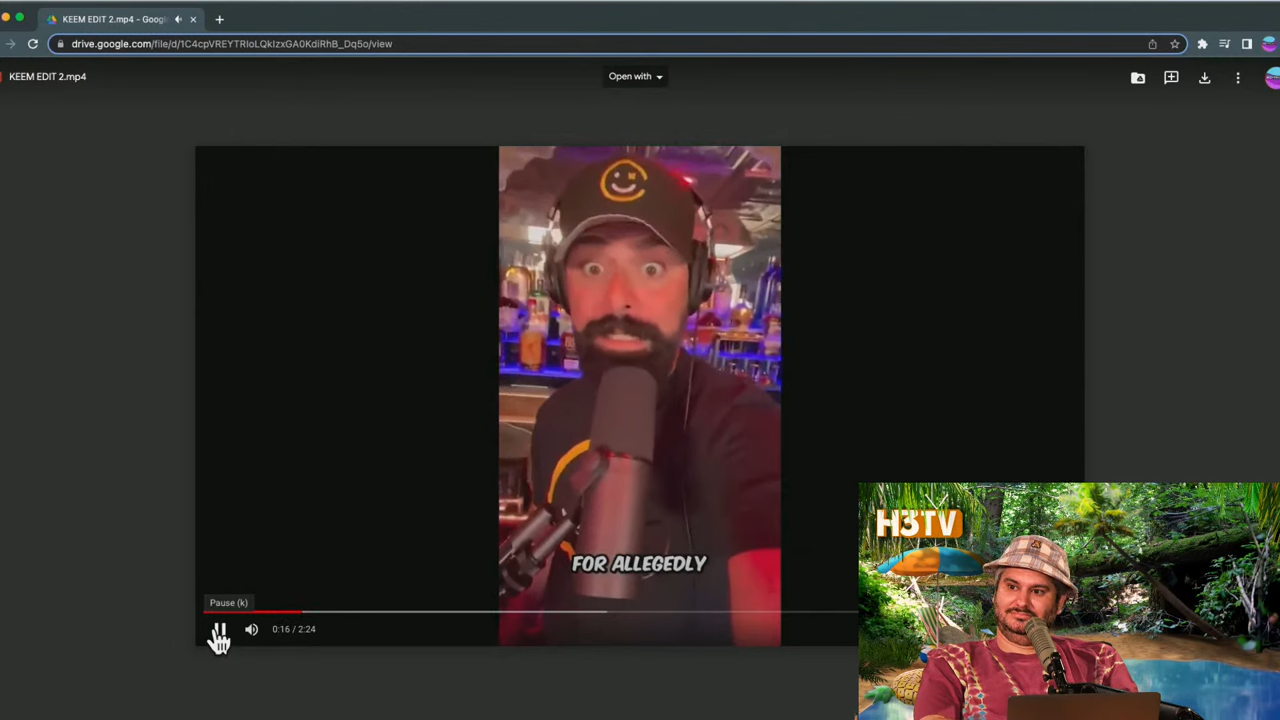 KEEM EDIT 2.mp4 - Goog
drive.google.com/file/d/1C4cpVREYTRIoLQkIzxGA0KdiRhB_Dq5o/view
KEEM EDIT 2.mp4
Open with
FOR ALLEGEDLY
Pause (k)
0:16 / 2:24
H3TV